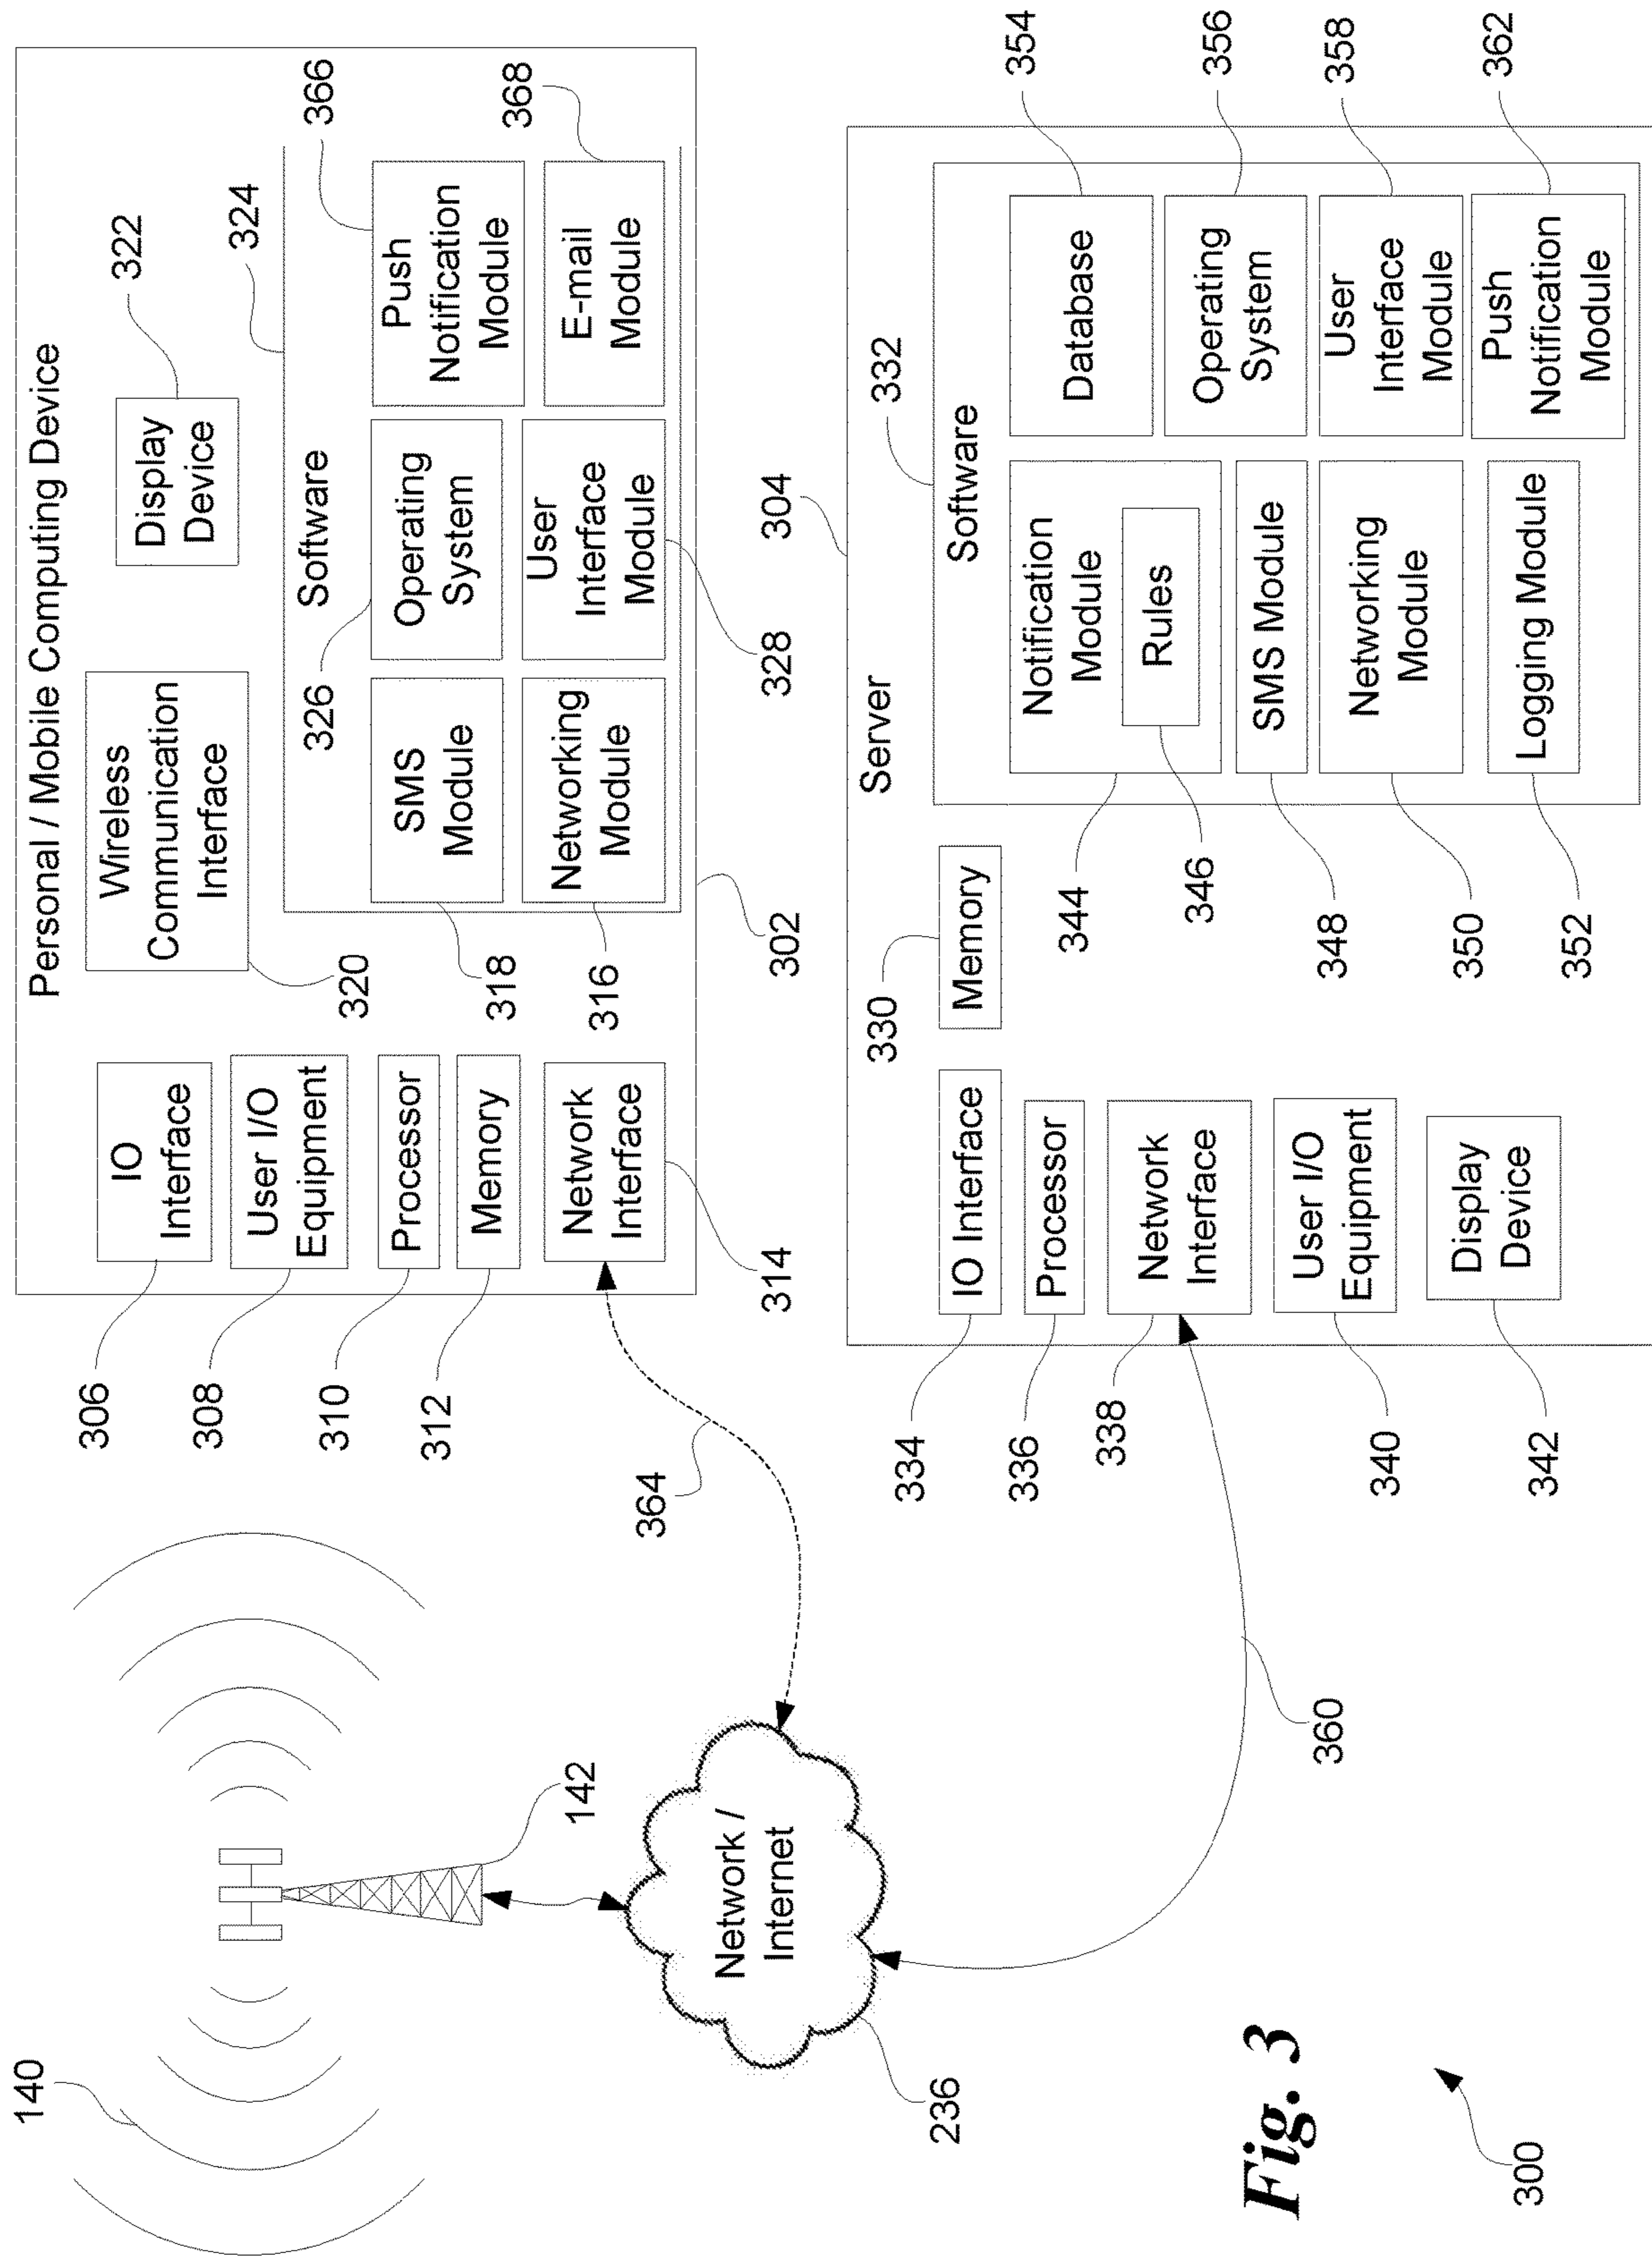 Personal / Mobile Computing Device
IO
Interface
306
User I/O
Equipment
308
Processor
310
Memory
312
Network
Interface
314
Wireless
Communication
Interface
320
Display
Device
322
324
Software
326
SMS
Module
318
Operating
System
Push
Notification
Module
366
Networking
Module
316
User
Interface
Module
328
E-mail
Module
368
302
140
142
Network /
Internet
236
364
360
Server
304
IO Interface
334
Processor
336
Network
Interface
338
User I/O
Equipment
340
Display
Device
342
Memory
330
Software
332
Notification
Module
344
Rules
346
SMS Module
348
Networking
Module
350
Logging Module
352
Database
354
Operating
System
356
User
Interface
Module
358
Push
Notification
Module
362
Fig. 3
300